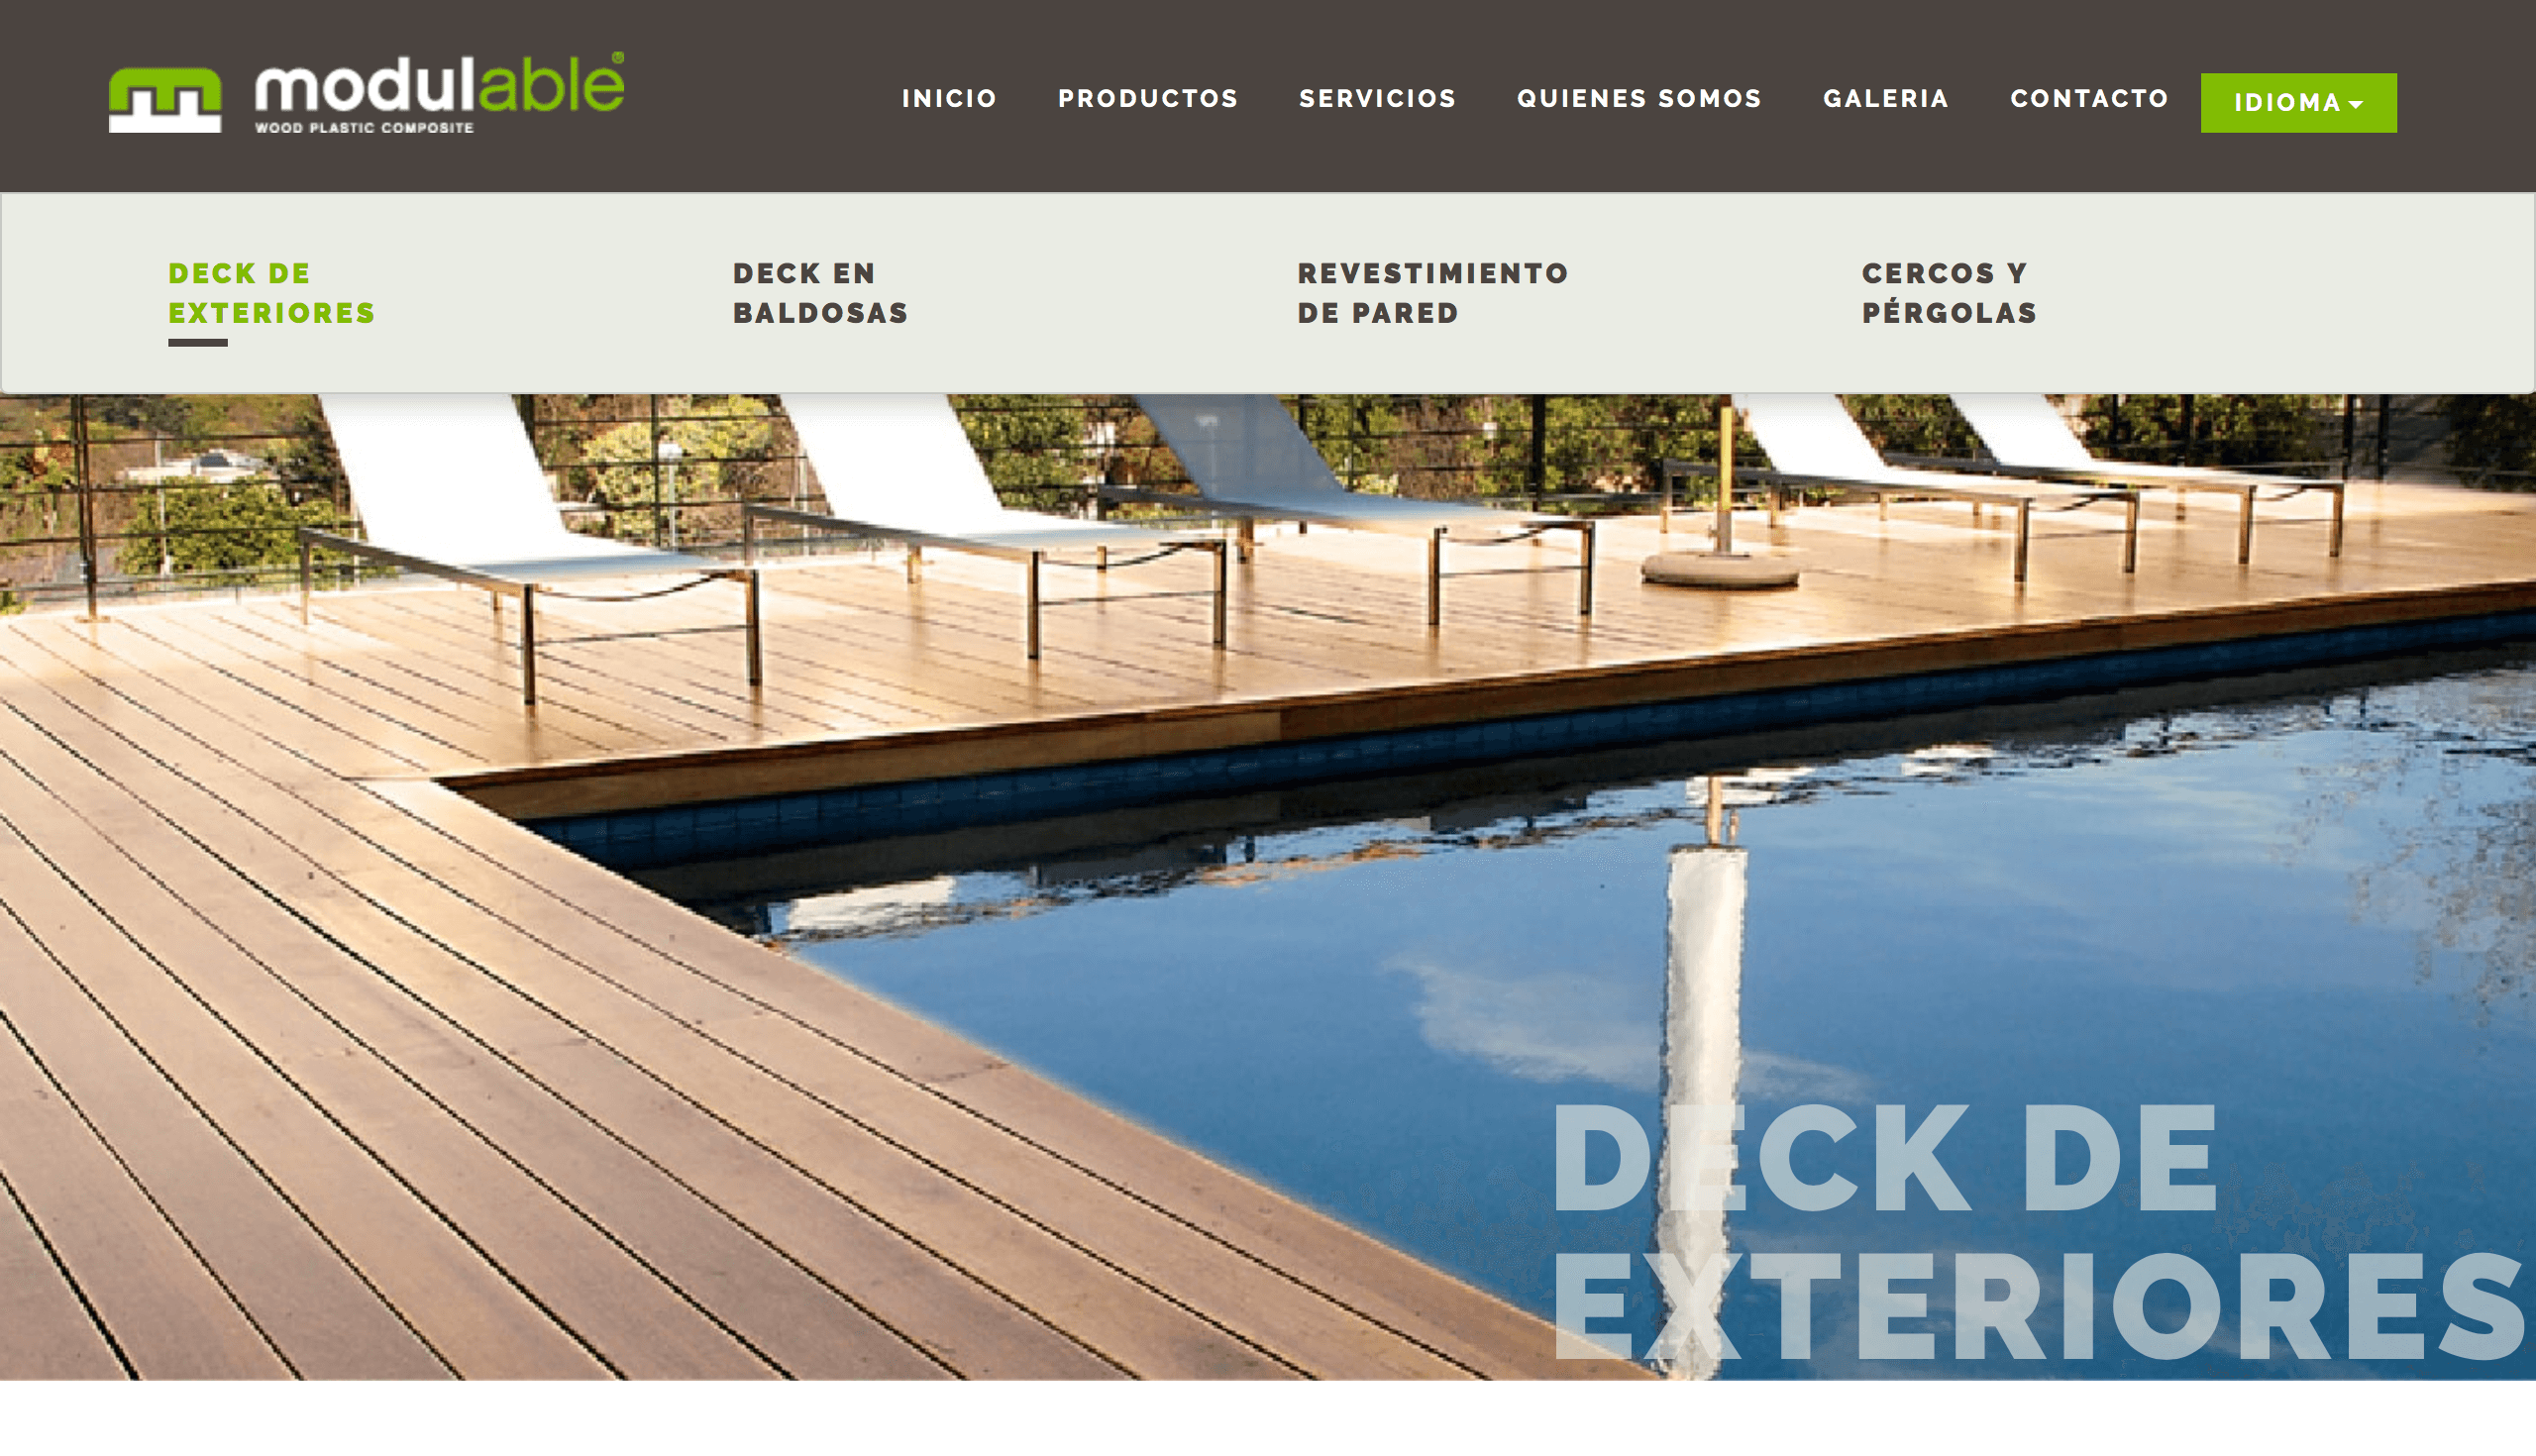 modulable
WOOD PLASTIC COMPOSITE
INICIO PRODUCTOS SERVICIOS QUIENES SOMOS GALERIA CONTACTO IDIOMA
DECK DE
EXTERIORES
DECK EN
BALDOSAS
REVESTIMIENTO
DE PARED
CERCOS Y
PÉRGOLAS
DECK DE
EXTERIORES